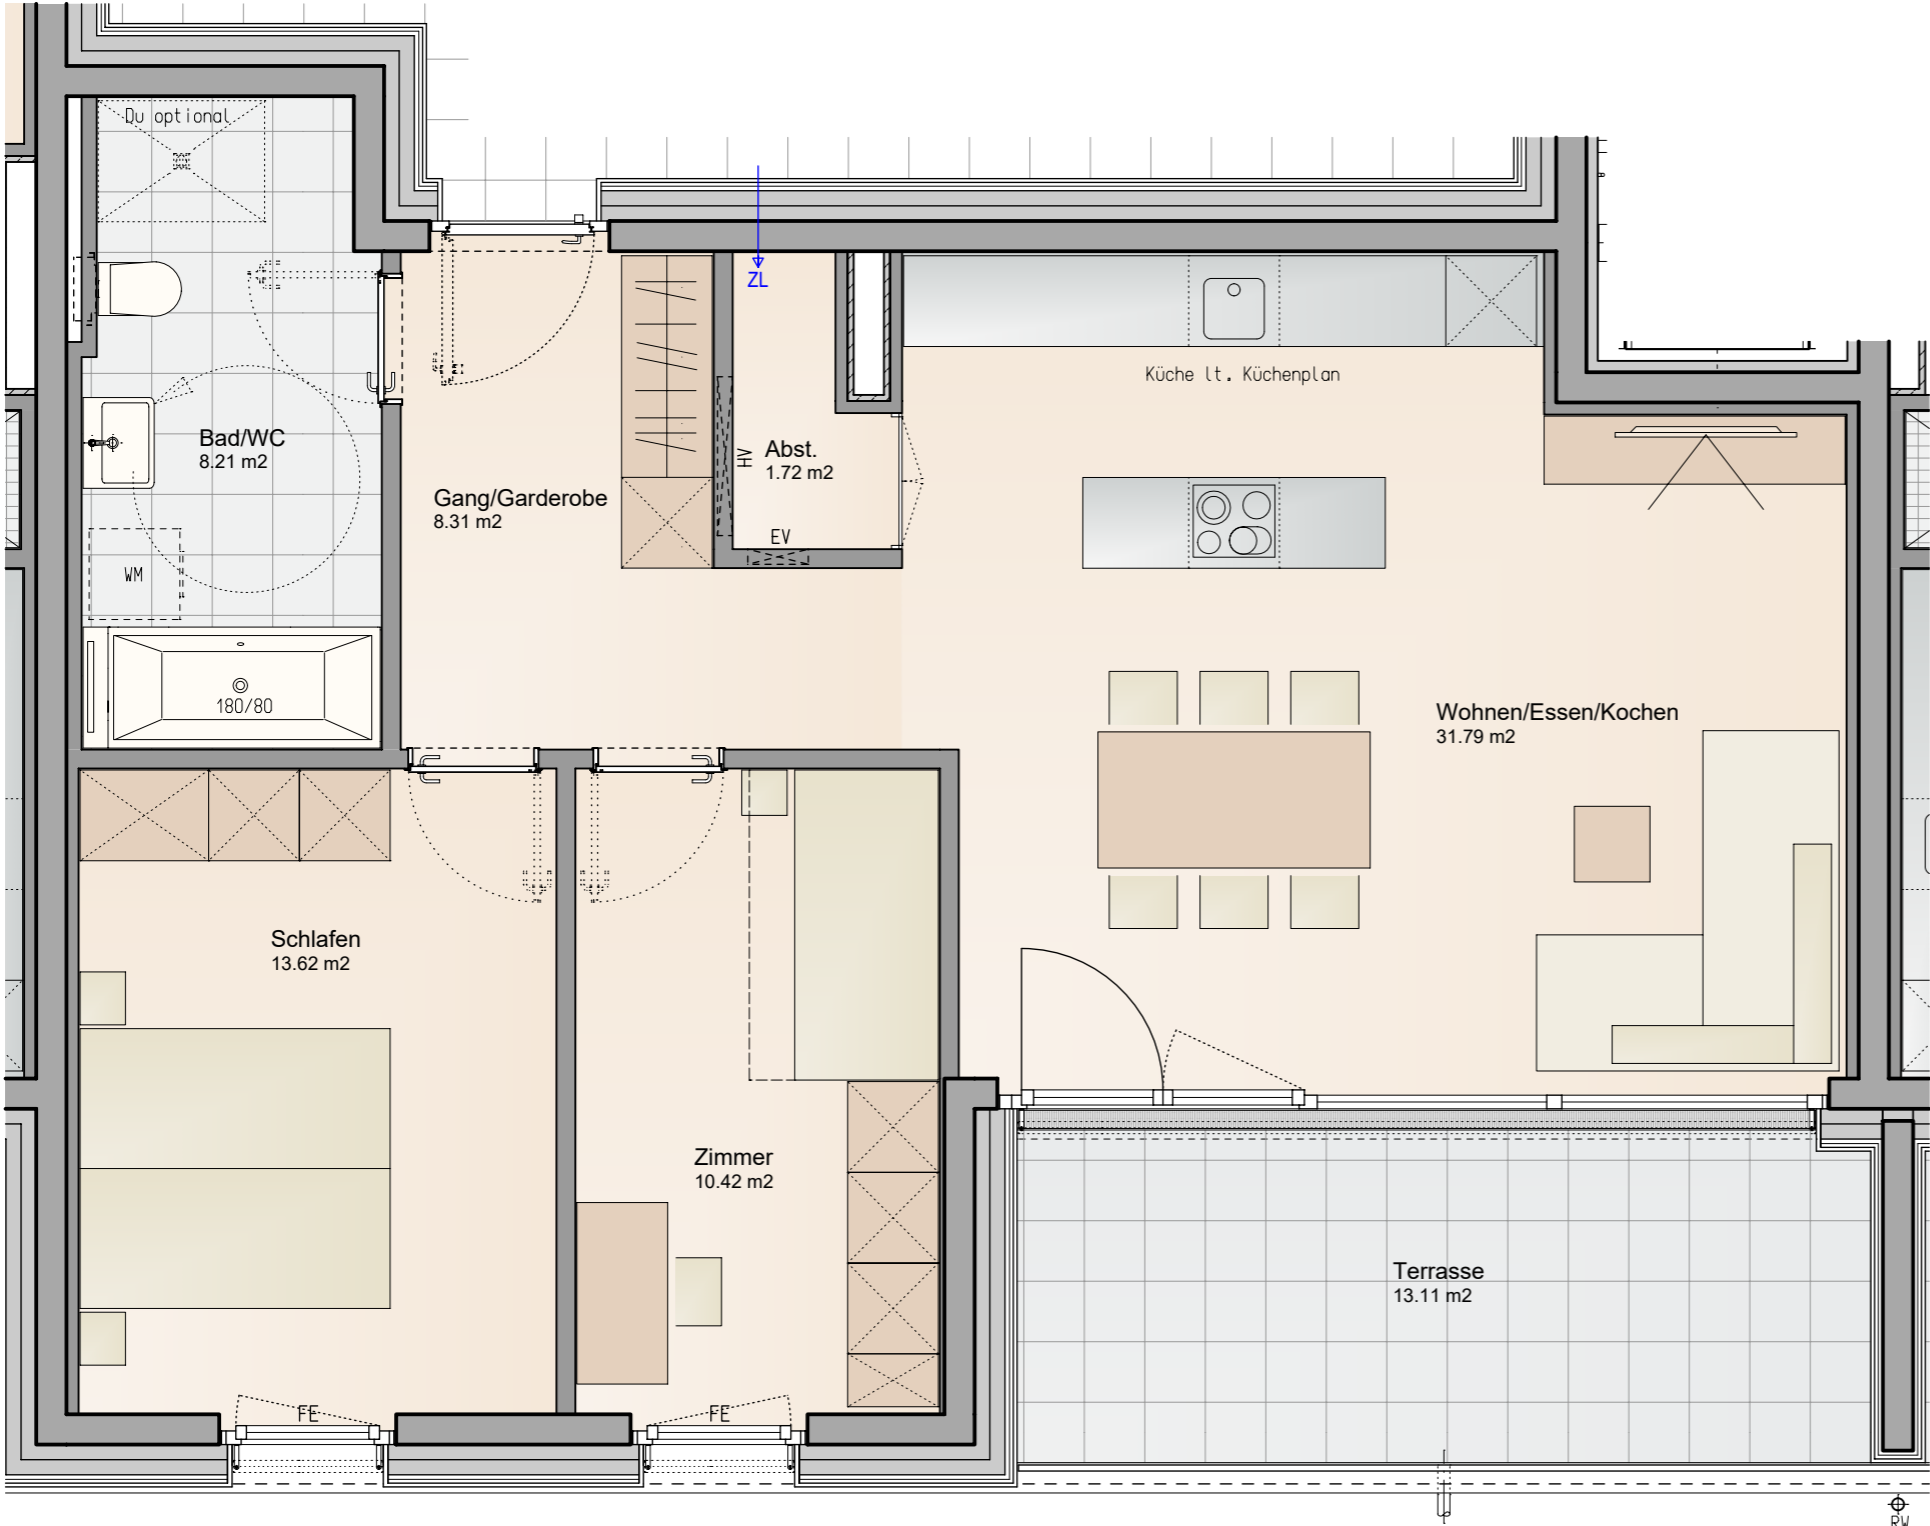 Du optional
ZL
Küche lt. Küchenplan
Bad/WC
8.21 m2
HV
Abst.
1.72 m2
Gang/Garderobe
8.31 m2
EV
WM
180/80
Wohnen/Essen/Kochen
31.79 m2
Schlafen
13.62 m2
Zimmer
10.42 m2
Terrasse
13.11 m2
FE
FE
RW